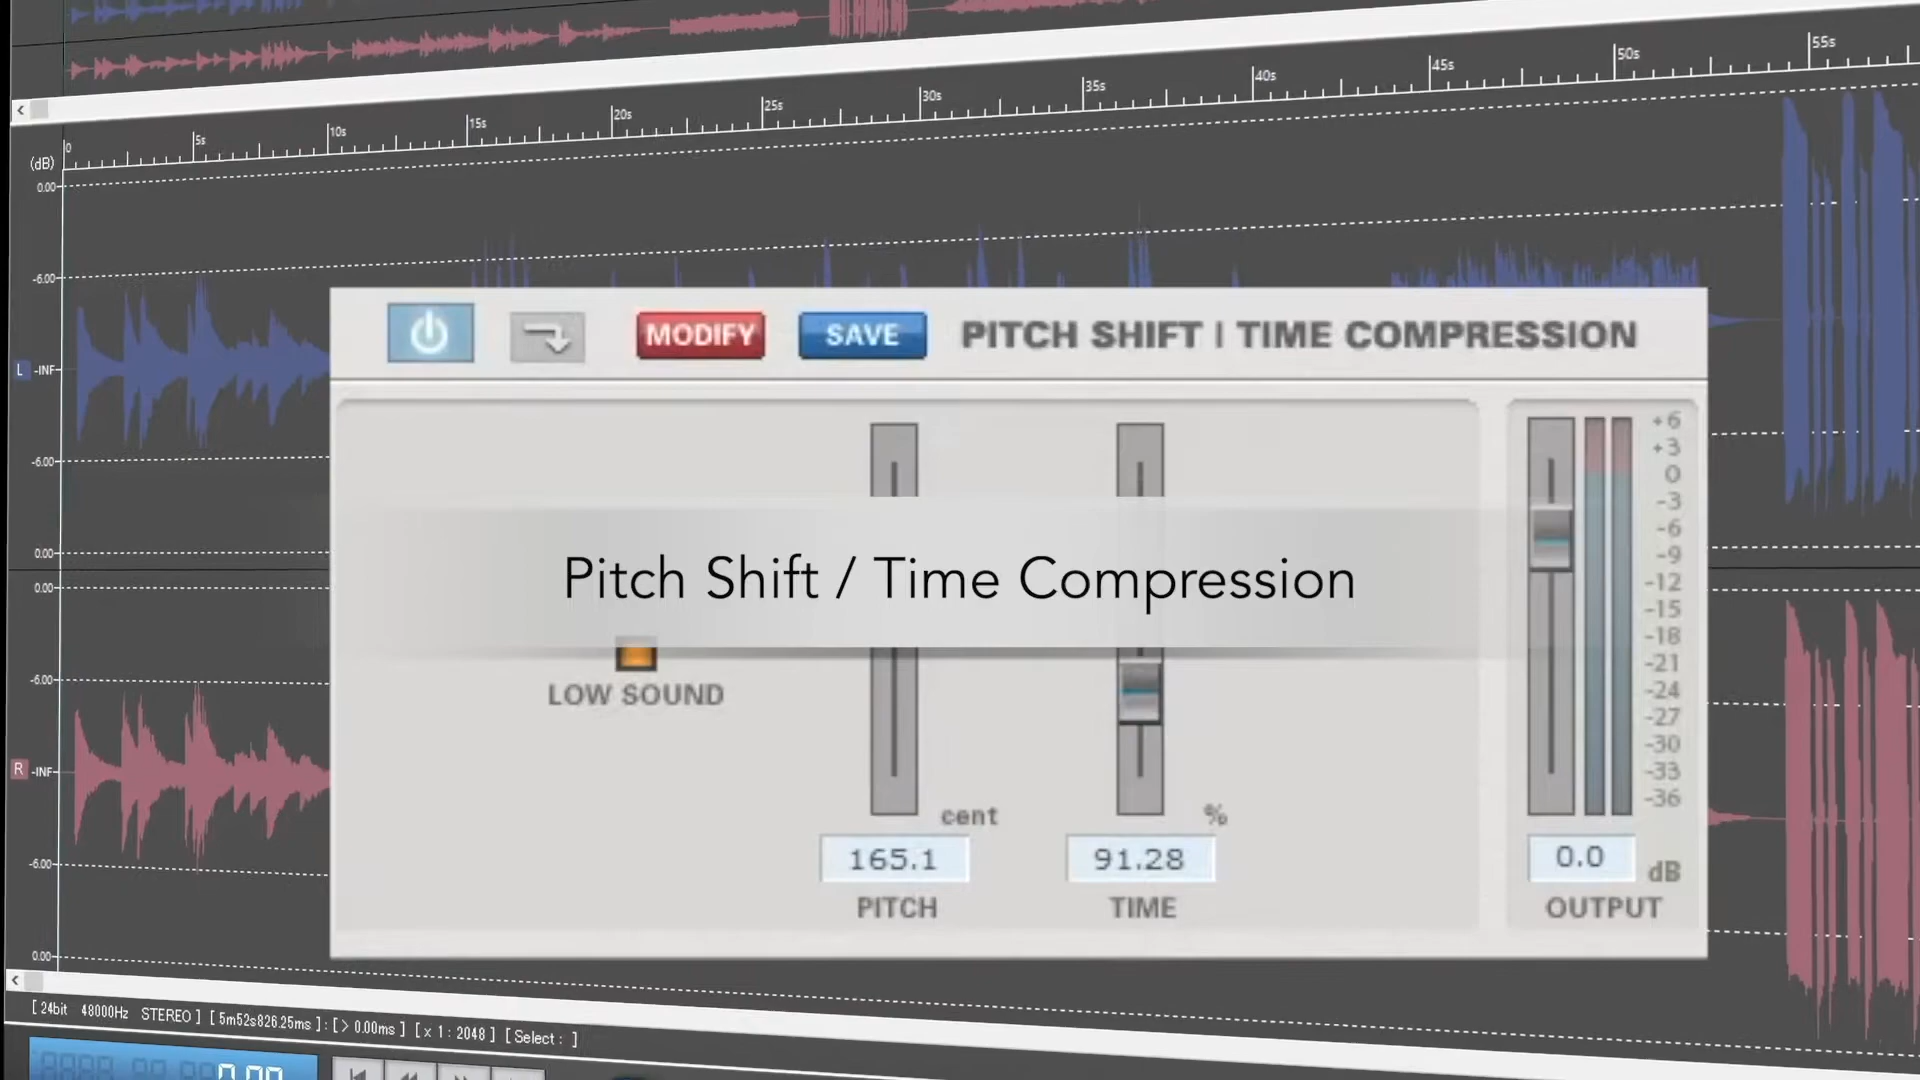 0 5s 10s 15s 20s 25s 30s 35s 40s 45s 50s 55s
(dB)
0.00
-6.00
L -INF
-6.00
0.00
0.00
-6.00
R -INF
-6.00
0.00
MODIFY SAVE PITCH SHIFT | TIME COMPRESSION
Pitch Shift / Time Compression
LOW SOUND
cent
%
165.1
91.28
PITCH
TIME
+6
+3
0
-3
-6
-9
-12
-15
-18
-21
-24
-27
-30
-33
-36
0.0
dB
OUTPUT
[ 24bit 48000Hz STEREO ] [ 5m52s826.25ms ] : [ > 0.00ms ] [ x 1 : 2048 ] [ Select : ]
0.00